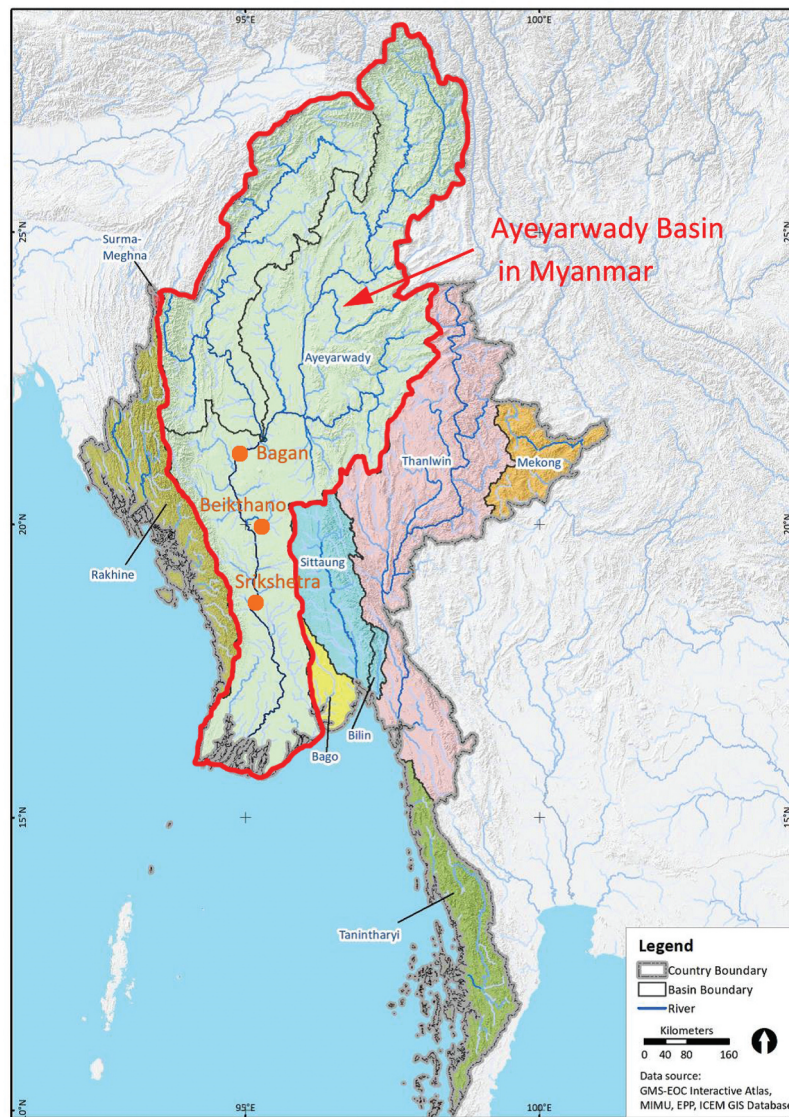 95°E
100°E
25°N
25°N
Surma-
Meghna
Ayeyarwady Basin
in Myanmar
Ayeyarwady
Bagan
Thanlwin
Mekong
Beikthano
20°N
20°N
Sittaung
Rakhine
Srikshetra
Bilin
Bago
15°N
15°N
Tanintharyi
Legend
Country Boundary
Basin Boundary
River
Kilometers
0 40 80 160
Data source:
GMS-EOC Interactive Atlas,
MIMU, EPP, ICEM GIS Database
95°E
100°E